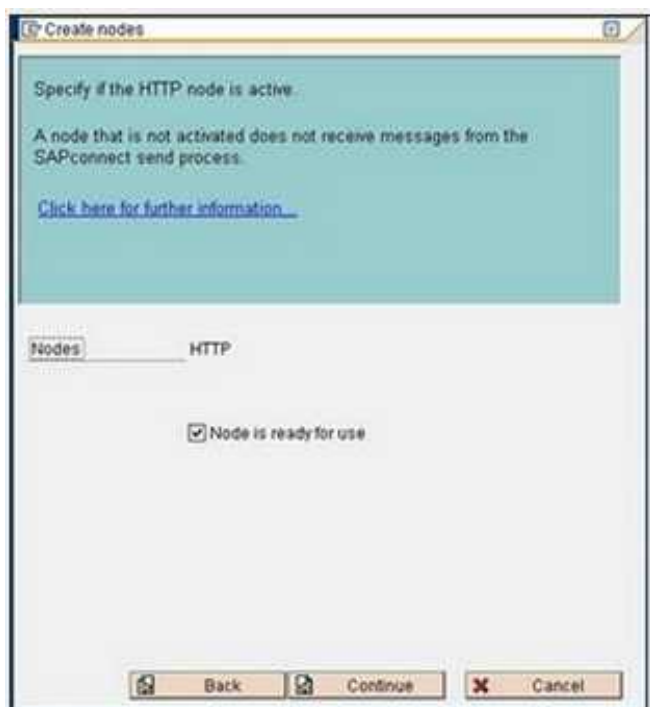 Create nodes
Specify if the HTTP node is active.
A node that is not activated does not receive messages from the
SAPconnect send process.
Click here for further information...
Nodes HTTP
Node is ready for use
Back Continue Cancel